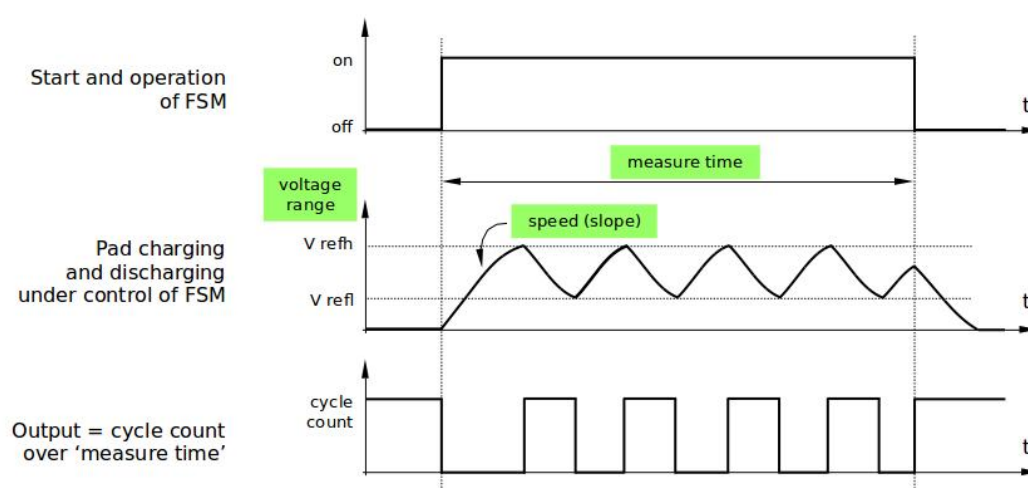 Start and operation
of FSM
on
off
t
measure time
voltage
range
speed (slope)
Pad charging
and discharging
under control of FSM
V refh
V refl
t
Output = cycle count
over ‘measure time’
cycle
count
t